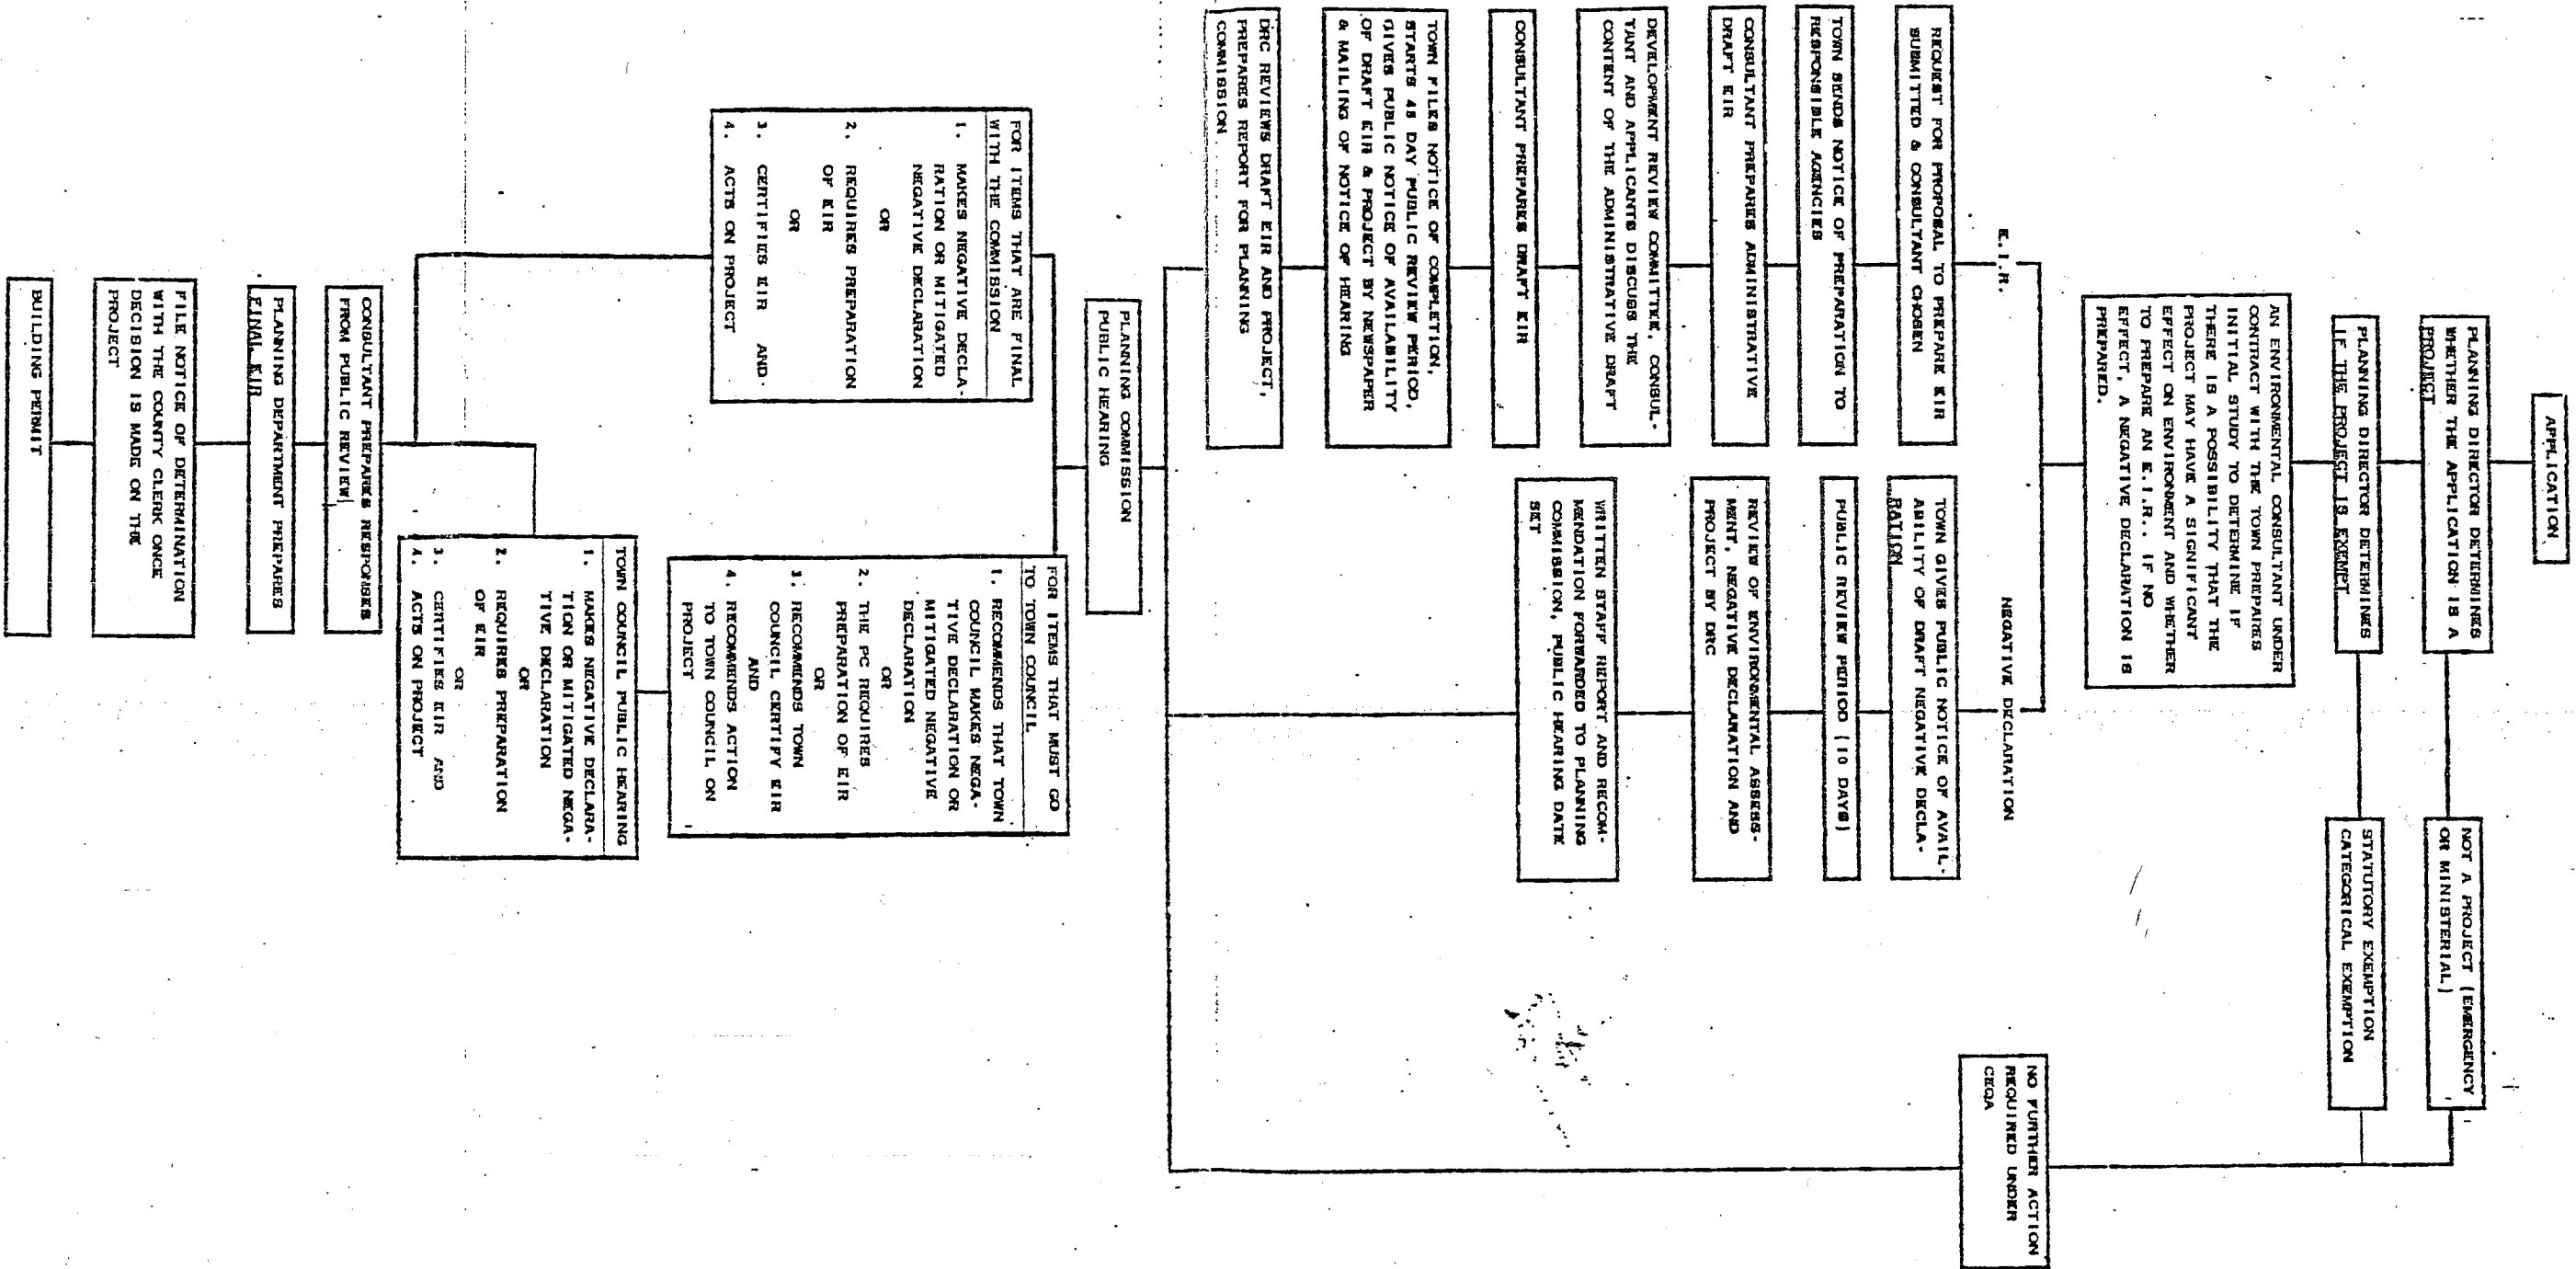 APPLICATION
PLANNING DIRECTOR DETERMINES
WHETHER THE APPLICATION IS A
PROJECT
NOT A PROJECT (EMERGENCY
OR MINISTERIAL)
PLANNING DIRECTOR DETERMINES
IF THE PROJECT IS EXEMPT
STATUTORY EXEMPTION
CATEGORICAL EXEMPTION
AN ENVIRONMENTAL CONSULTANT UNDER
CONTRACT WITH THE TOWN PREPARES
INITIAL STUDY TO DETERMINE IF
THERE IS A POSSIBILITY THAT THE
PROJECT MAY HAVE A SIGNIFICANT
EFFECT ON ENVIRONMENT AND WHETHER
TO PREPARE AN E.I.R.. IF NO
EFFECT, A NEGATIVE DECLARATION IS
PREPARED.
NO FURTHER ACTION
REQUIRED UNDER
CEQA
E.I.R.
NEGATIVE DECLARATION
REQUEST FOR PROPOSAL TO PREPARE EIR
SUBMITTED & CONSULTANT CHOSEN
TOWN SENDS NOTICE OF PREPARATION TO
RESPONSIBLE AGENCIES
CONSULTANT PREPARES ADMINISTRATIVE
DRAFT EIR
DEVELOPMENT REVIEW COMMITTEE, CONSUL-
TANT AND APPLICANTS DISCUSS THE
CONTENT OF THE ADMINISTRATIVE DRAFT
CONSULTANT PREPARES DRAFT EIR
TOWN FILES NOTICE OF COMPLETION,
STARTS 45 DAY PUBLIC REVIEW PERIOD,
GIVES PUBLIC NOTICE OF AVAILABILITY
OF DRAFT EIR & PROJECT BY NEWSPAPER
& MAILING OF NOTICE OF HEARING
DRC REVIEWS DRAFT EIR AND PROJECT,
PREPARES REPORT FOR PLANNING
COMMISSION
TOWN GIVES PUBLIC NOTICE OF AVAIL-
ABILITY OF DRAFT NEGATIVE DECLA-
RATION
PUBLIC REVIEW PERIOD (10 DAYS)
REVIEW OF ENVIRONMENTAL ASSESS-
MENT, NEGATIVE DECLARATION AND
PROJECT BY DRC
WRITTEN STAFF REPORT AND RECOM-
MENDATION FORWARDED TO PLANNING
COMMISSION, PUBLIC HEARING DATE
SET
PLANNING COMMISSION
PUBLIC HEARING
FOR ITEMS THAT ARE FINAL
WITH THE COMMISSION
1. MAKES NEGATIVE DECLA-
RATION OR MITIGATED
NEGATIVE DECLARATION
OR
2. REQUIRES PREPARATION
OF EIR
OR
3. CERTIFIES EIR AND
4. ACTS ON PROJECT
FOR ITEMS THAT MUST GO
TO TOWN COUNCIL
1. RECOMMENDS THAT TOWN
COUNCIL MAKES NEGA-
TIVE DECLARATION OR
MITIGATED NEGATIVE
DECLARATION
OR
2. THE PC REQUIRES
PREPARATION OF EIR
OR
3. RECOMMENDS TOWN
COUNCIL CERTIFY EIR
AND
4. RECOMMENDS ACTION
TO TOWN COUNCIL ON
PROJECT
TOWN COUNCIL PUBLIC HEARING
1. MAKES NEGATIVE DECLARA-
TION OR MITIGATED NEGA-
TIVE DECLARATION
OR
2. REQUIRES PREPARATION
OF EIR
OR
3. CERTIFIES EIR AND
4. ACTS ON PROJECT
CONSULTANT PREPARES RESPONSES
FROM PUBLIC REVIEW
PLANNING DEPARTMENT PREPARES
FINAL EIR
FILE NOTICE OF DETERMINATION
WITH THE COUNTY CLERK ONCE
DECISION IS MADE ON THE
PROJECT
BUILDING PERMIT